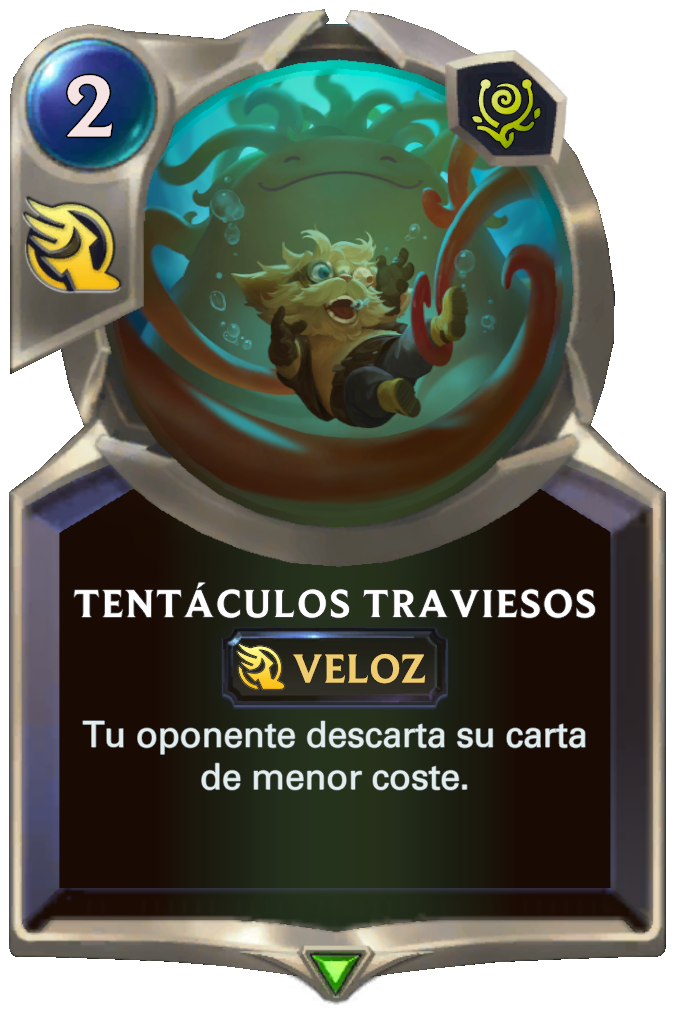 2
TENTÁCULOS TRAVIESOS
VELOZ
Tu oponente descarta su carta
de menor coste.